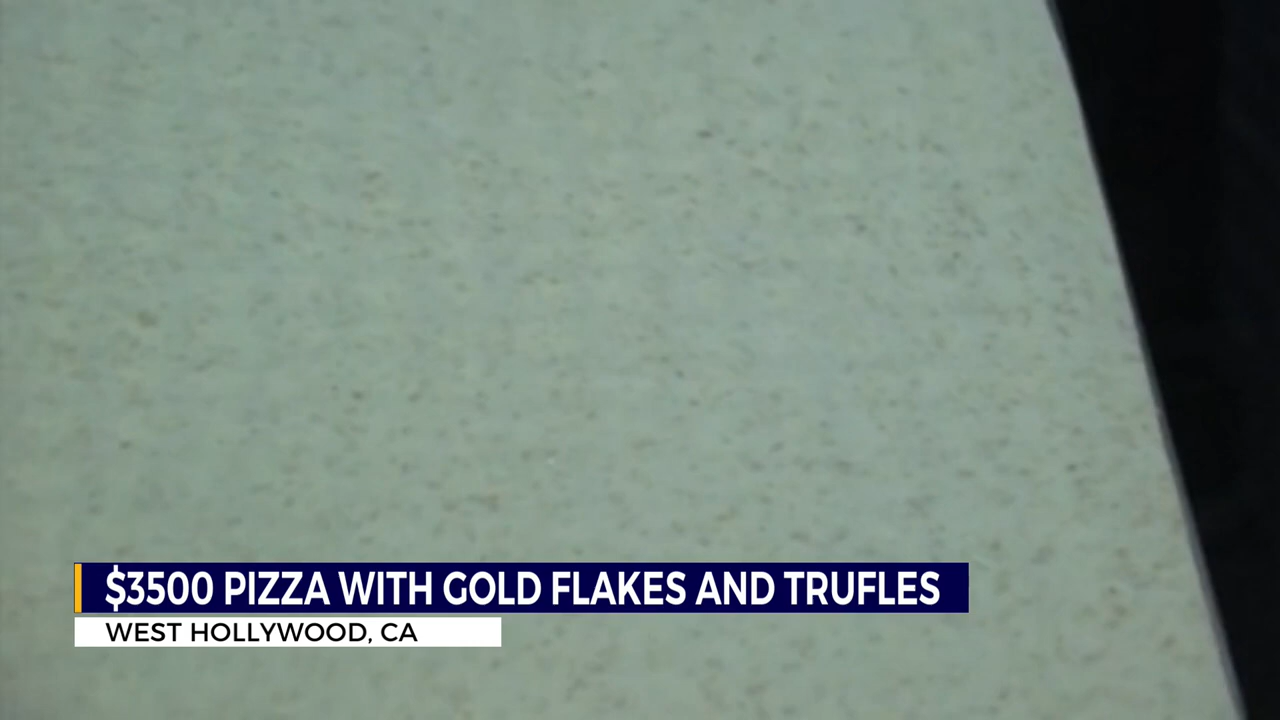 $3500 PIZZA WITH GOLD FLAKES AND TRUFLES
WEST HOLLYWOOD, CA